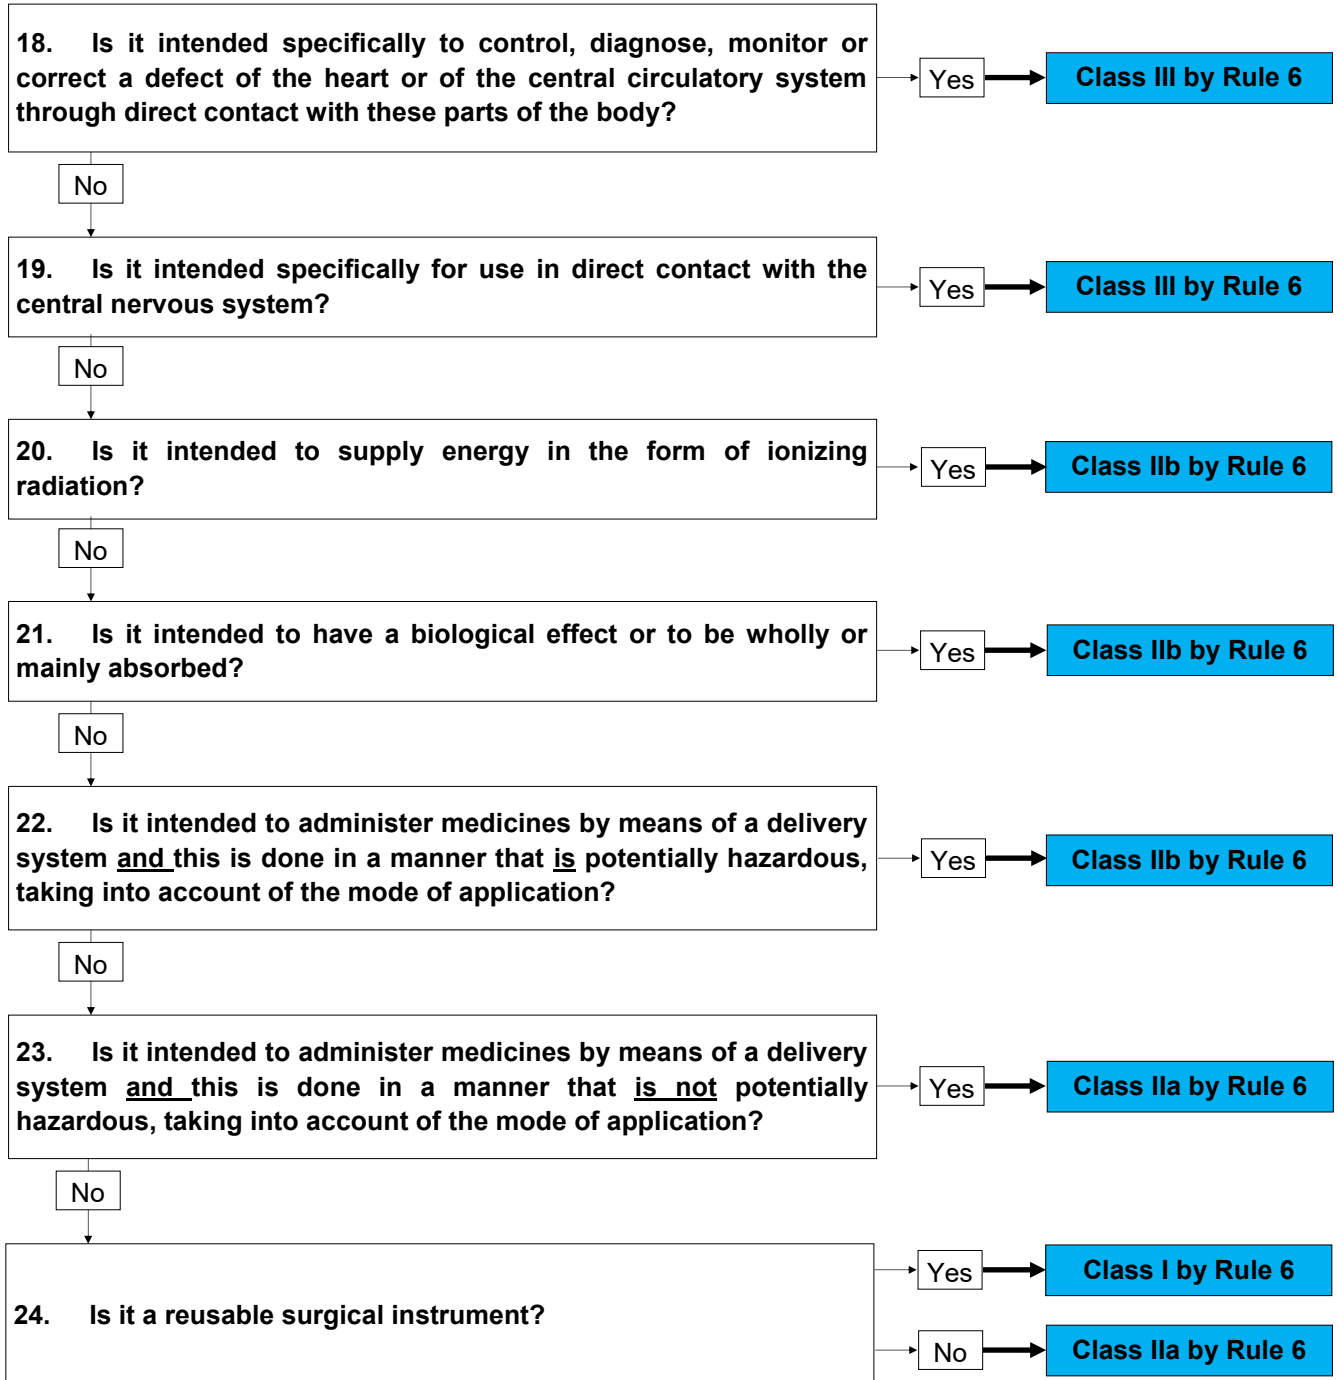 18. Is it intended specifically to control, diagnose, monitor or
correct a defect of the heart or of the central circulatory system
through direct contact with these parts of the body?
Yes
Class III by Rule 6
No
19. Is it intended specifically for use in direct contact with the
central nervous system?
Yes
Class III by Rule 6
No
20. Is it intended to supply energy in the form of ionizing
radiation?
Yes
Class IIb by Rule 6
No
21. Is it intended to have a biological effect or to be wholly or
mainly absorbed?
Yes
Class IIb by Rule 6
No
22. Is it intended to administer medicines by means of a delivery
system and this is done in a manner that is potentially hazardous,
taking into account of the mode of application?
Yes
Class IIb by Rule 6
No
23. Is it intended to administer medicines by means of a delivery
system and this is done in a manner that is not potentially
hazardous, taking into account of the mode of application?
Yes
Class IIa by Rule 6
No
24. Is it a reusable surgical instrument?
Yes
Class I by Rule 6
No
Class IIa by Rule 6